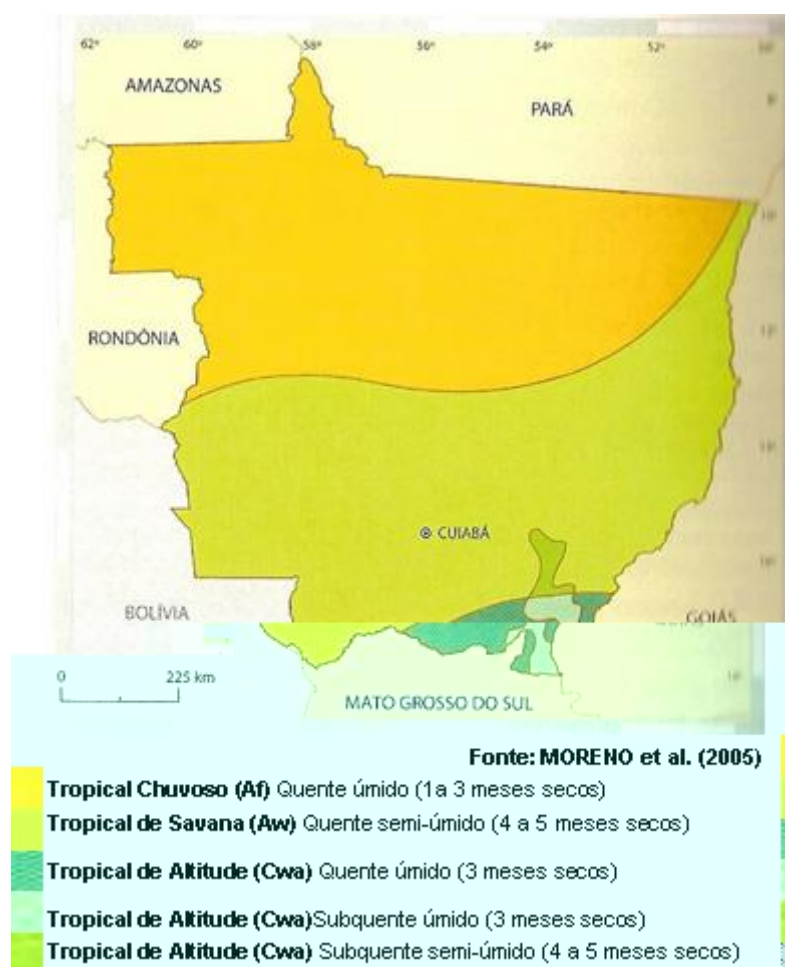 62° 60° 58° 56° 54° 52°
AMAZONAS
PARÁ
RONDÔNIA
CUIABÁ
BOLÍVIA
GOIÁS
0 225 km
MATO GROSSO DO SUL
Fonte: MORENO et al. (2005)
Tropical Chuvoso (Af) Quente úmido (1a 3 meses secos)
Tropical de Savana (Aw) Quente semi-úmido (4 a 5 meses secos)
Tropical de Altitude (Cwa) Quente úmido (3 meses secos)
Tropical de Altitude (Cwa)Subquente úmido (3 meses secos)
Tropical de Altitude (Cwa) Subquente semi-úmido (4 a 5 meses secos)